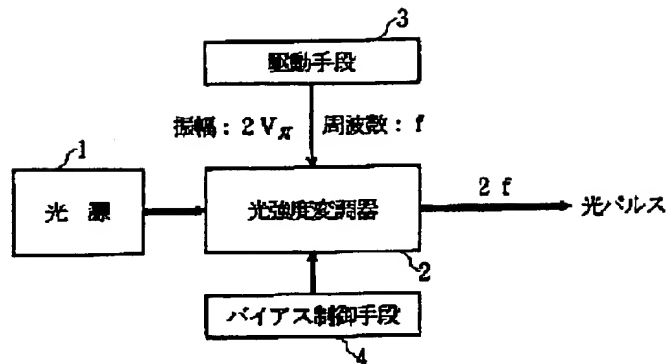 3
駆動手段
振幅：2Vπ 周波数：f
1
光 源
光強度変調器
2f
光パルス
2
バイアス制御手段
4